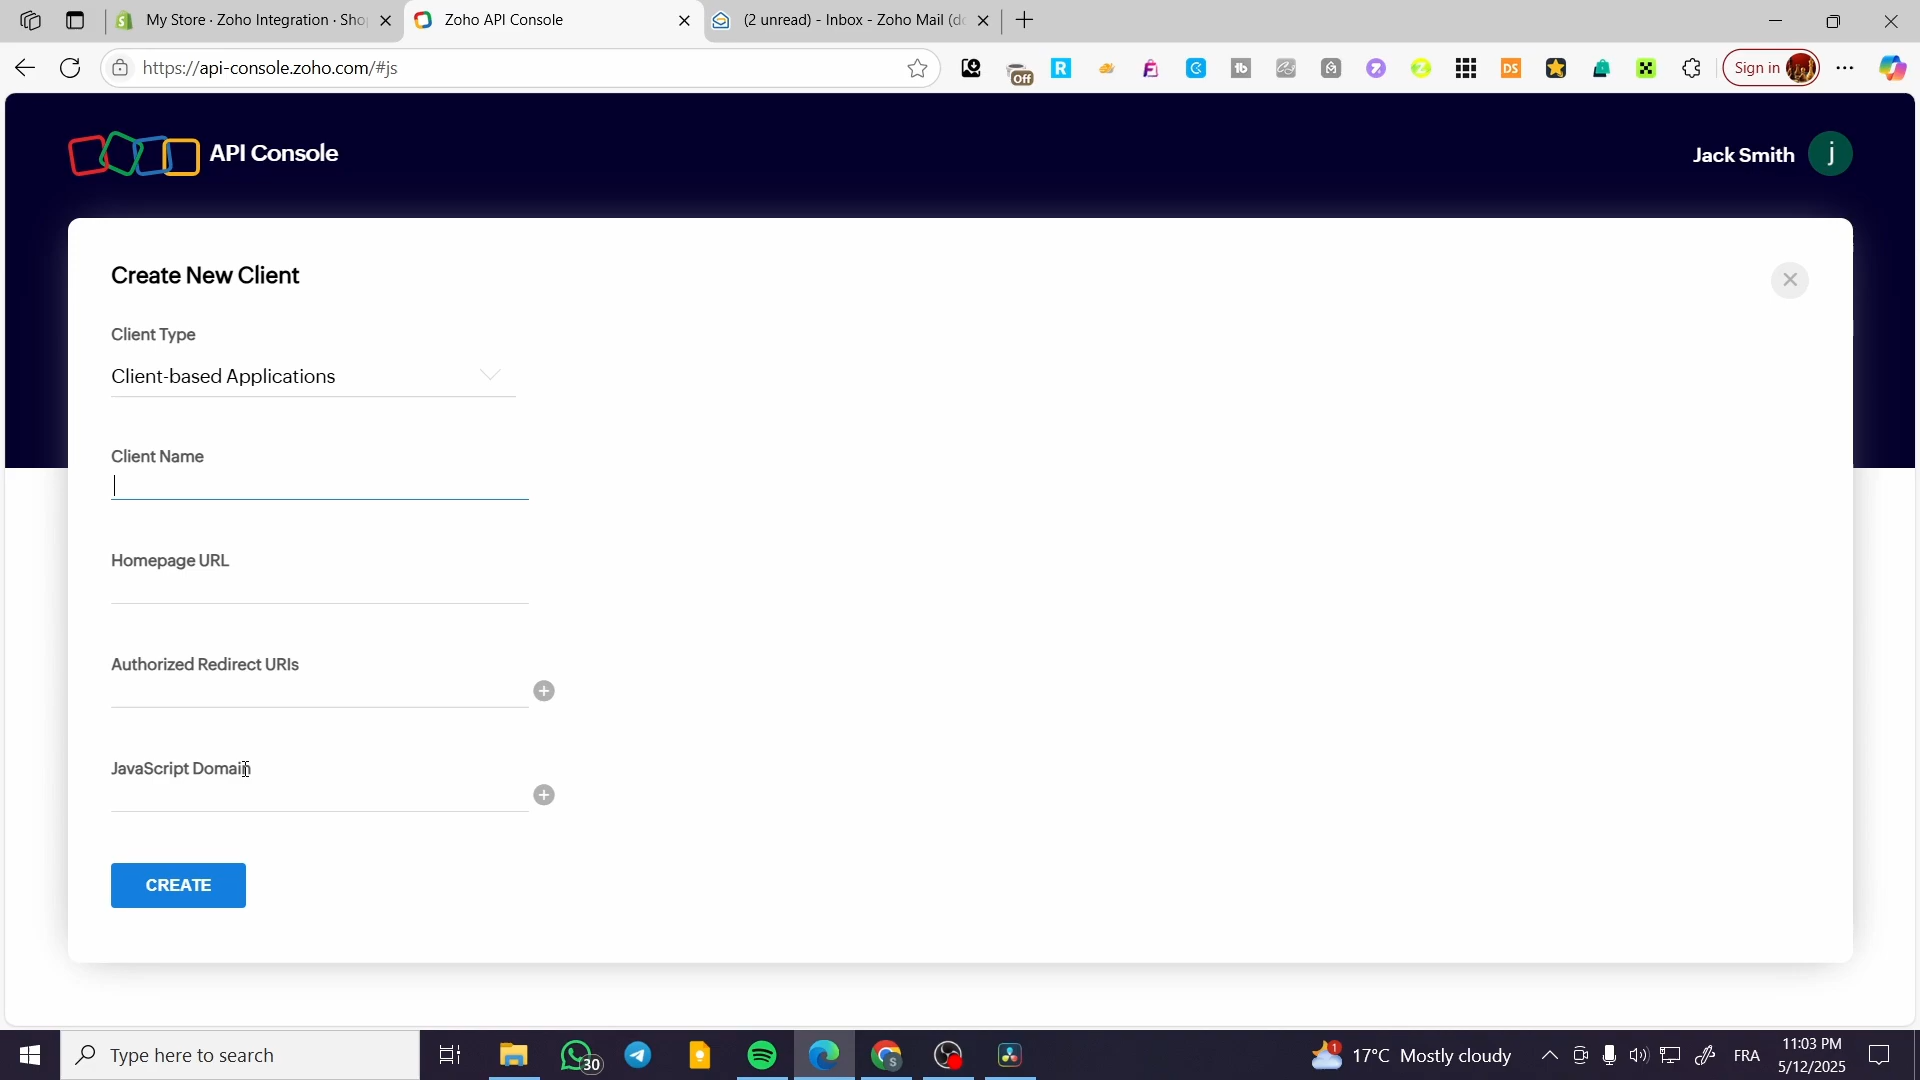 My Store · Zoho Integration · Sho
Zoho API Console
(2 unread) - Inbox - Zoho Mail (d
https://api-console.zoho.com/#js
Off
Sign in
API Console
Jack Smith
j
Create New Client
Client Type
Client-based Applications
Client Name
Homepage URL
Authorized Redirect URIs
JavaScript Domain
CREATE
Type here to search
30
1
17°C Mostly cloudy
FRA
11:03 PM
5/12/2025